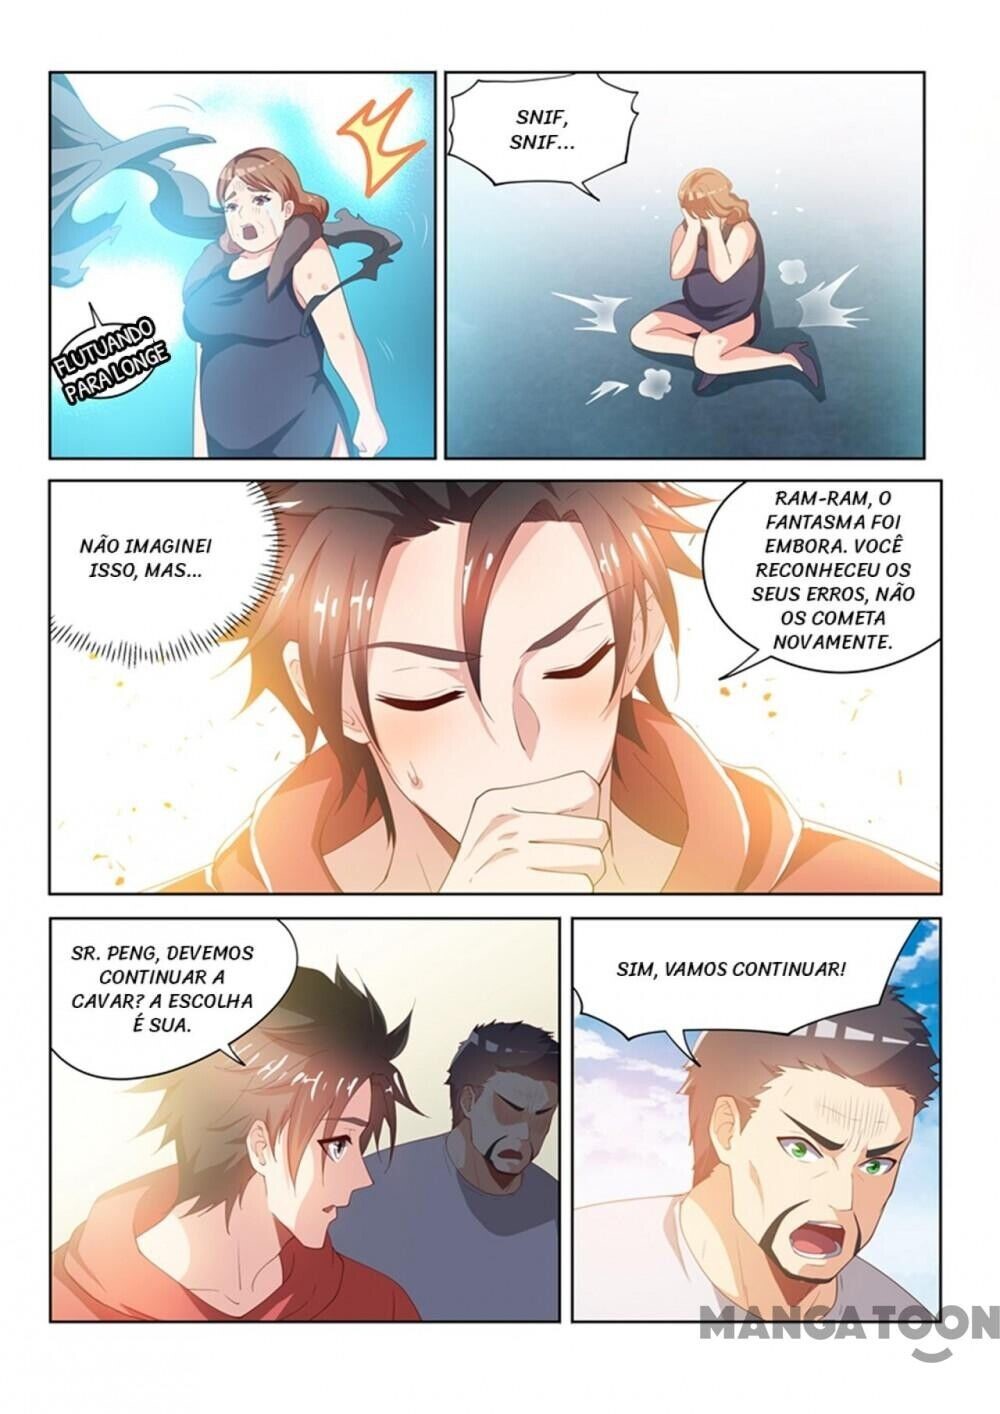 FLUTUANDO
PARA LONGE
SNIF,
SNIF...
NÃO IMAGINEI
ISSO, MAS...
RAM-RAM, O
FANTASMA FOI
EMBORA. VOCÊ
RECONHECEU OS
SEUS ERROS, NÃO
OS COMETA
NOVAMENTE.
SR. PENG, DEVEMOS
CONTINUAR A
CAVAR? A ESCOLHA
É SUA.
SIM, VAMOS CONTINUAR!
MANGATOON